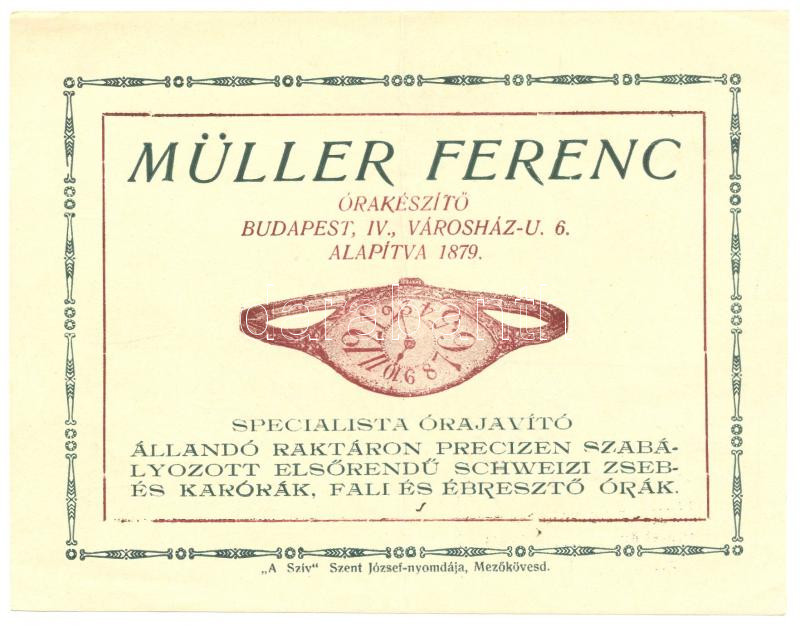 MÜLLER FERENC
ÓRAKÉSZÍTŐ
BUDAPEST, IV., VÁROSHÁZ-U. 6.
ALAPÍTVA 1879.
SPECIALISTA ÓRAJAVÍTÓ
ÁLLANDÓ RAKTÁRON PRECIZEN SZABÁ-
LYOZOTT ELSŐRENDŰ SCHWEIZI ZSEB-
ÉS KARÓRÁK, FALI ÉS ÉBRESZTŐ ÓRÁK.
„A Szív" Szent József-nyomdája, Mezőkövesd.